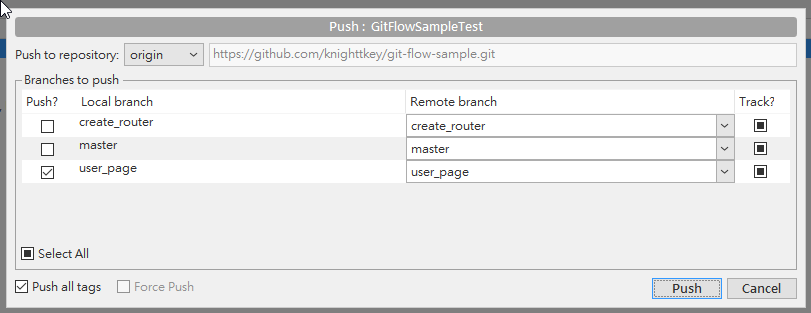 Push : GitFlowSampleTest
Push to repository: origin https://github.com/knighttkey/git-flow-sample.git
Branches to push
Push? Local branch Remote branch Track?
create_router create_router
master master
user_page user_page
Select All
Push all tags Force Push Push Cancel